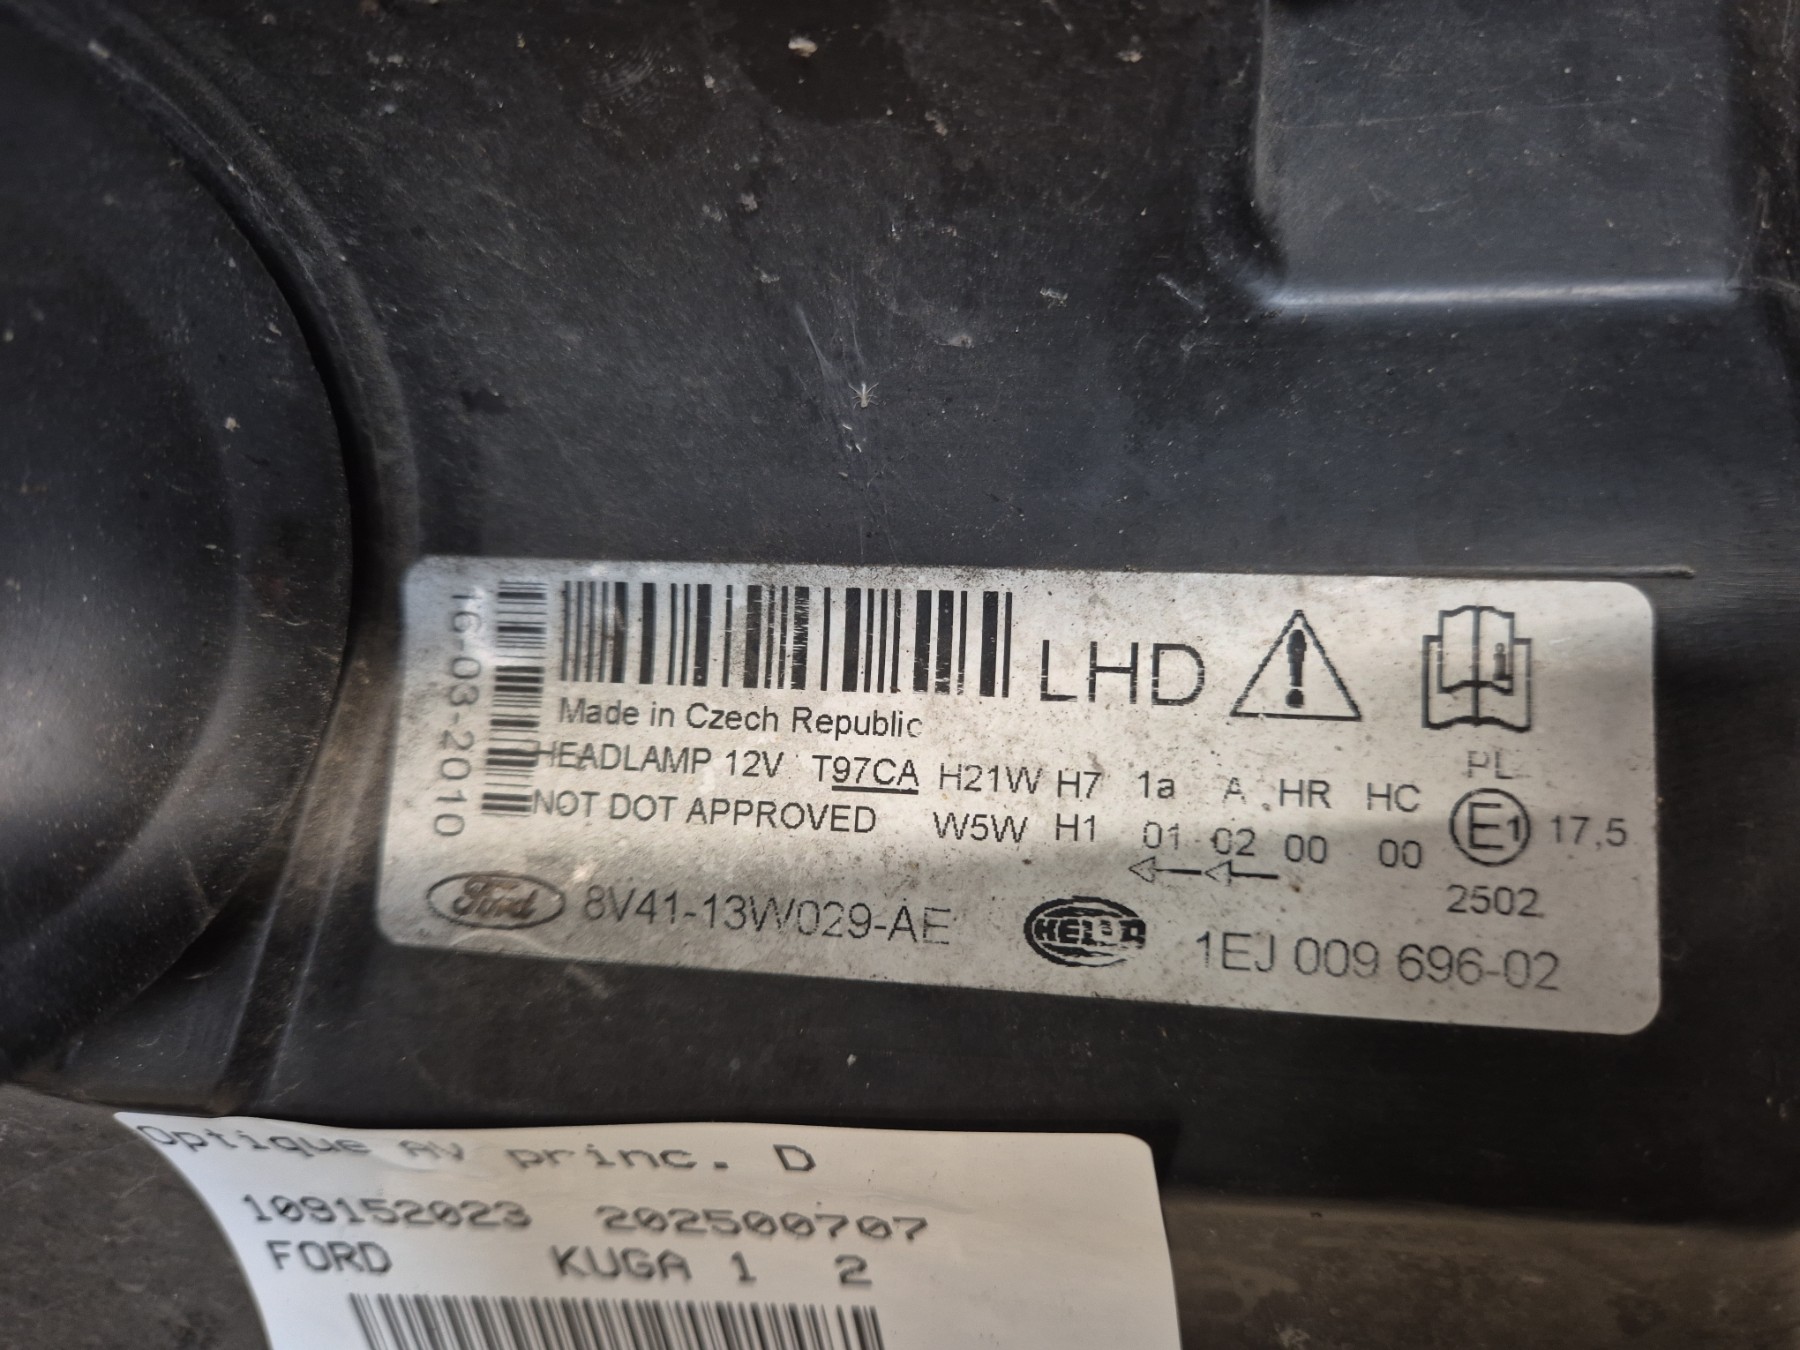 16-03-2010
LHD
Made in Czech Republic
HEADLAMP 12V T97CA H21W H7 1a A HR HC PL
NOT DOT APPROVED W5W H1 01 02 00 00 E1 17,5
2502
Ford 8V41-13W029-AE HELLA 1EJ 009 696-02
Optique AV princ. D
109152023 202500707
FORD KUGA 1 2